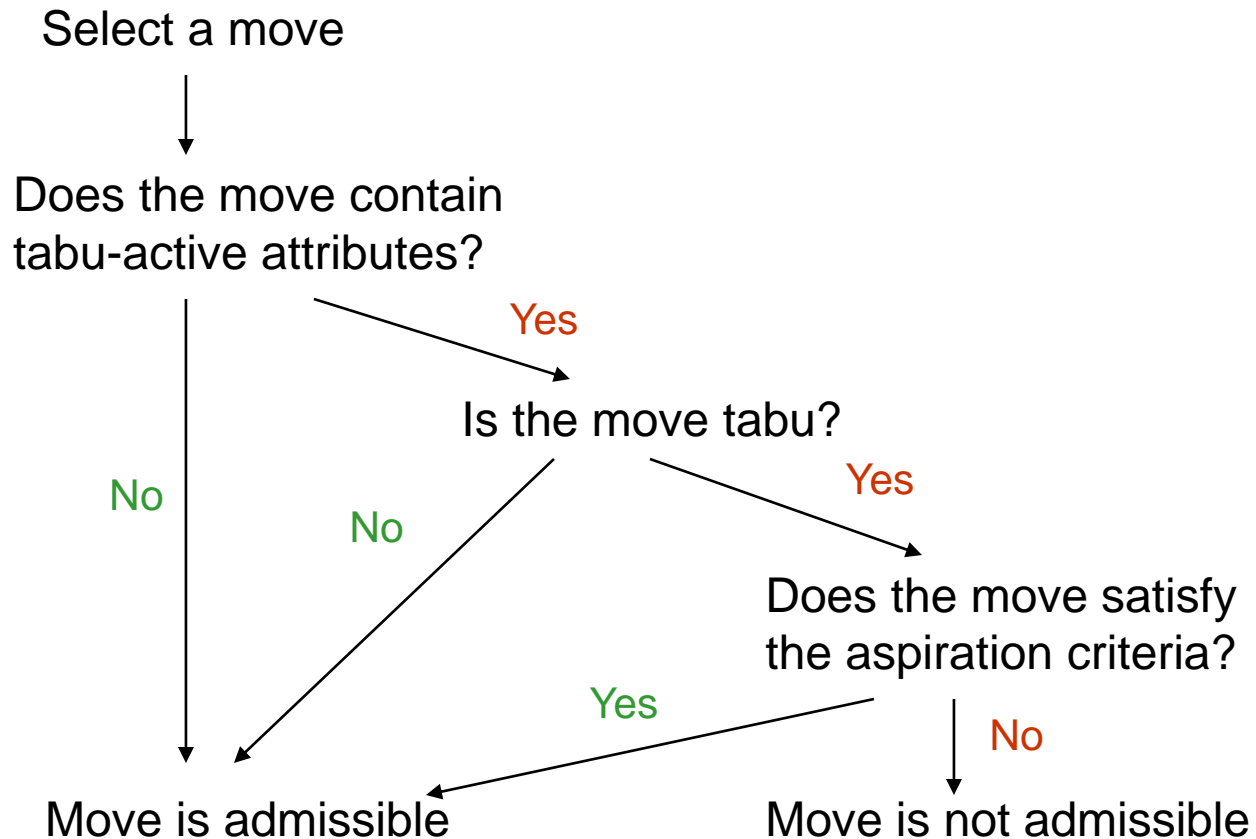 Select a move
Does the move contain
tabu-active attributes?
Yes
Is the move tabu?
Yes
No
No
Does the move satisfy
the aspiration criteria?
Yes
No
Move is admissible
Move is not admissible